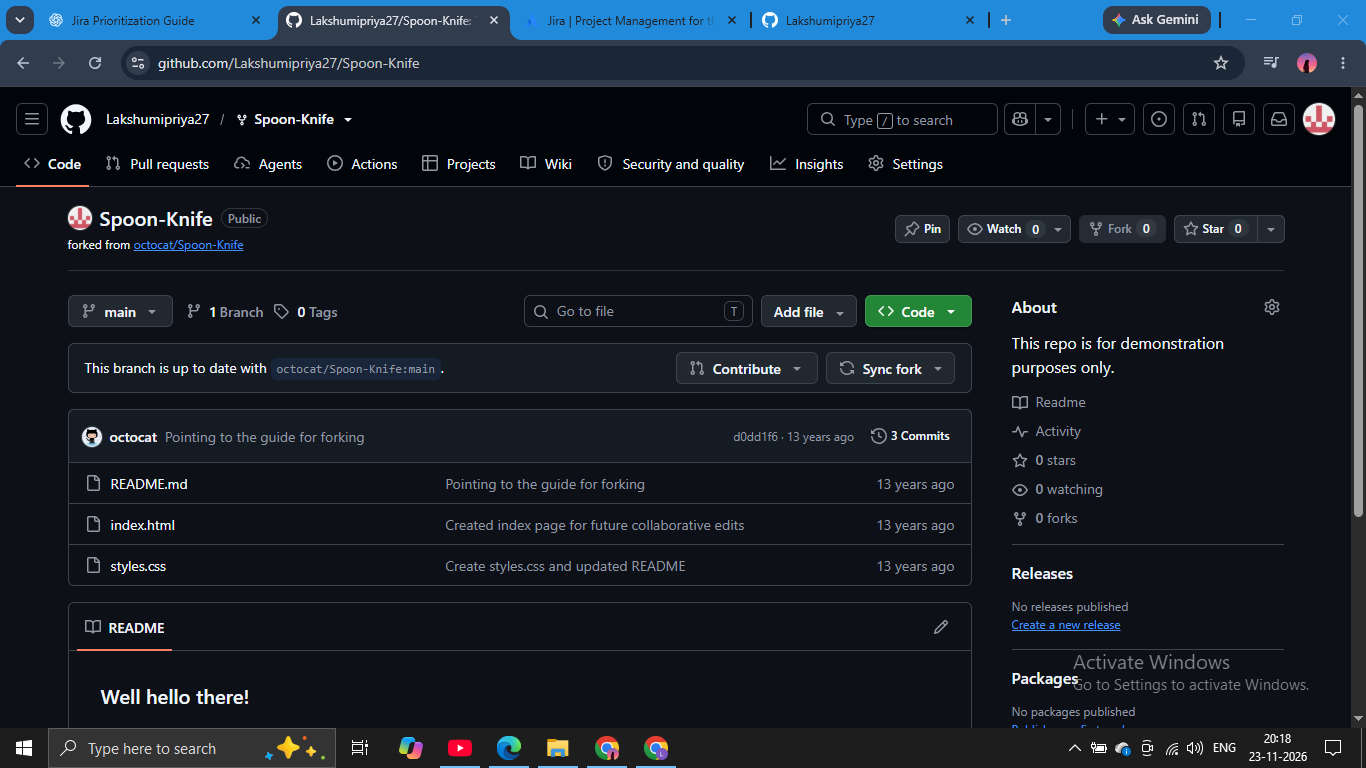 Jira Prioritization Guide
Lakshumipriya27/Spoon-Knife:
Jira | Project Management for
Lakshumipriya27
Ask Gemini
github.com/Lakshumipriya27/Spoon-Knife
Lakshumipriya27 / Spoon-Knife
Type / to search
Code Pull requests Agents Actions Projects Wiki Security and quality Insights Settings
Spoon-Knife Public
forked from octocat/Spoon-Knife
Pin Watch 0 Fork 0 Star 0
main 1 Branch 0 Tags Go to file T Add file Code
This branch is up to date with octocat/Spoon-Knife:main . Contribute Sync fork
octocat Pointing to the guide for forking d0dd1f6 · 13 years ago 3 Commits
README.md Pointing to the guide for forking 13 years ago
index.html Created index page for future collaborative edits 13 years ago
styles.css Create styles.css and updated README 13 years ago
README
Well hello there!
About
This repo is for demonstration
purposes only.
Readme
Activity
0 stars
0 watching
0 forks
Releases
No releases published
Create a new release
Packages
No packages published
Activate Windows
Go to Settings to activate Windows.
Type here to search
ENG
20:18
23-11-2026